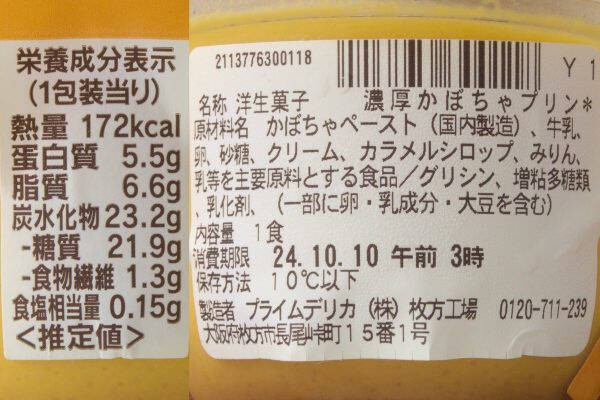 栄養成分表示
(1包装当り)
熱量 172kcal
蛋白質 5.5g
脂質 6.6g
炭水化物 23.2g
-糖質 21.9g
-食物繊維 1.3g
食塩相当量 0.15g
<推定値>
2113776300118
Y 1
名称 洋生菓子 濃厚かぼちゃプリン*
原材料名 かぼちゃペースト(国内製造)、牛乳、
卵、砂糖、クリーム、カラメルシロップ、みりん、
乳等を主要原料とする食品/グリシン、増粘多糖類
、乳化剤、(一部に卵・乳成分・大豆を含む)
内容量 1食
消費期限 24.10.10 午前 3時
保存方法 10℃以下
製造者 プライムデリカ(株)枚方工場 0120-711-239
大阪府枚方市長尾峠町15番1号